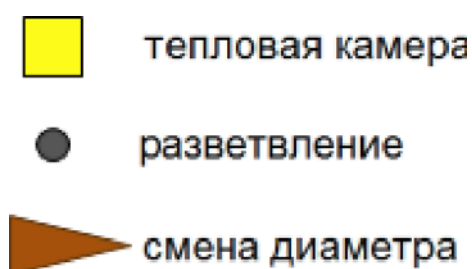 тепловая камера
разветвление
смена диаметра